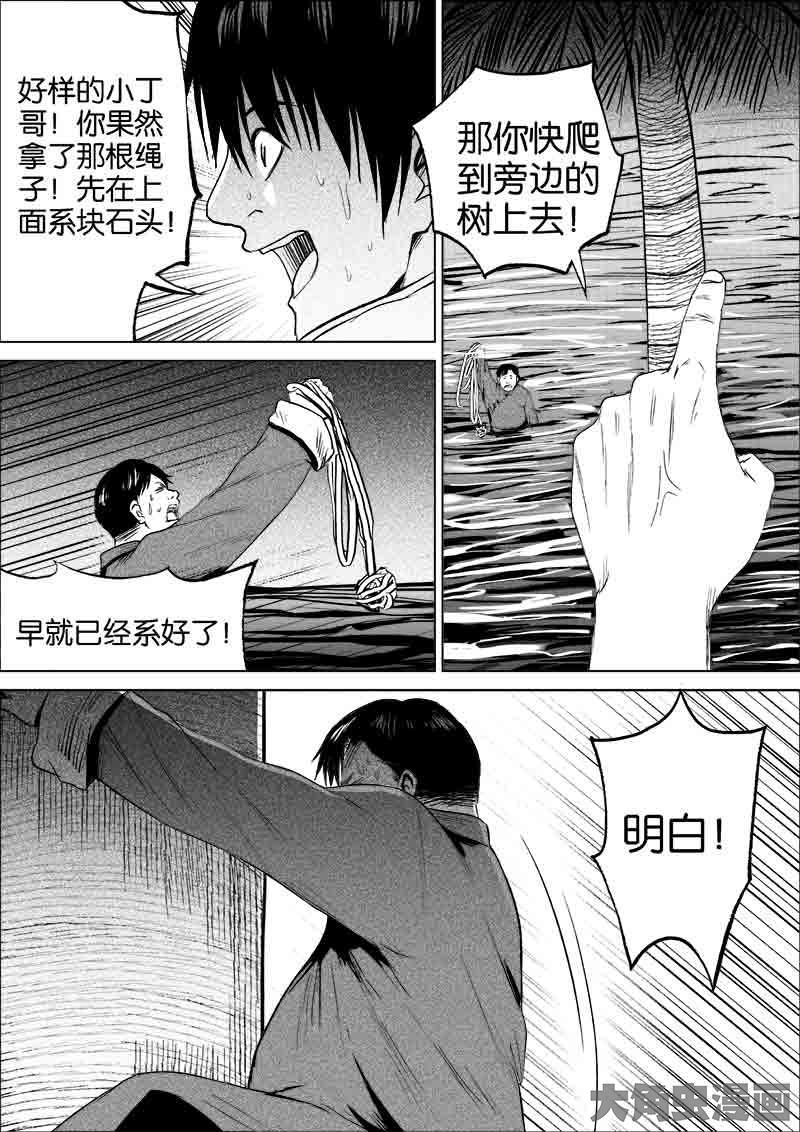 好样的小丁
哥！你果然
拿了那根绳
子！先在上
面系块石头！
早就已经系好了！
那你快爬
到旁边的
树上去！
明白！
大角虫漫画